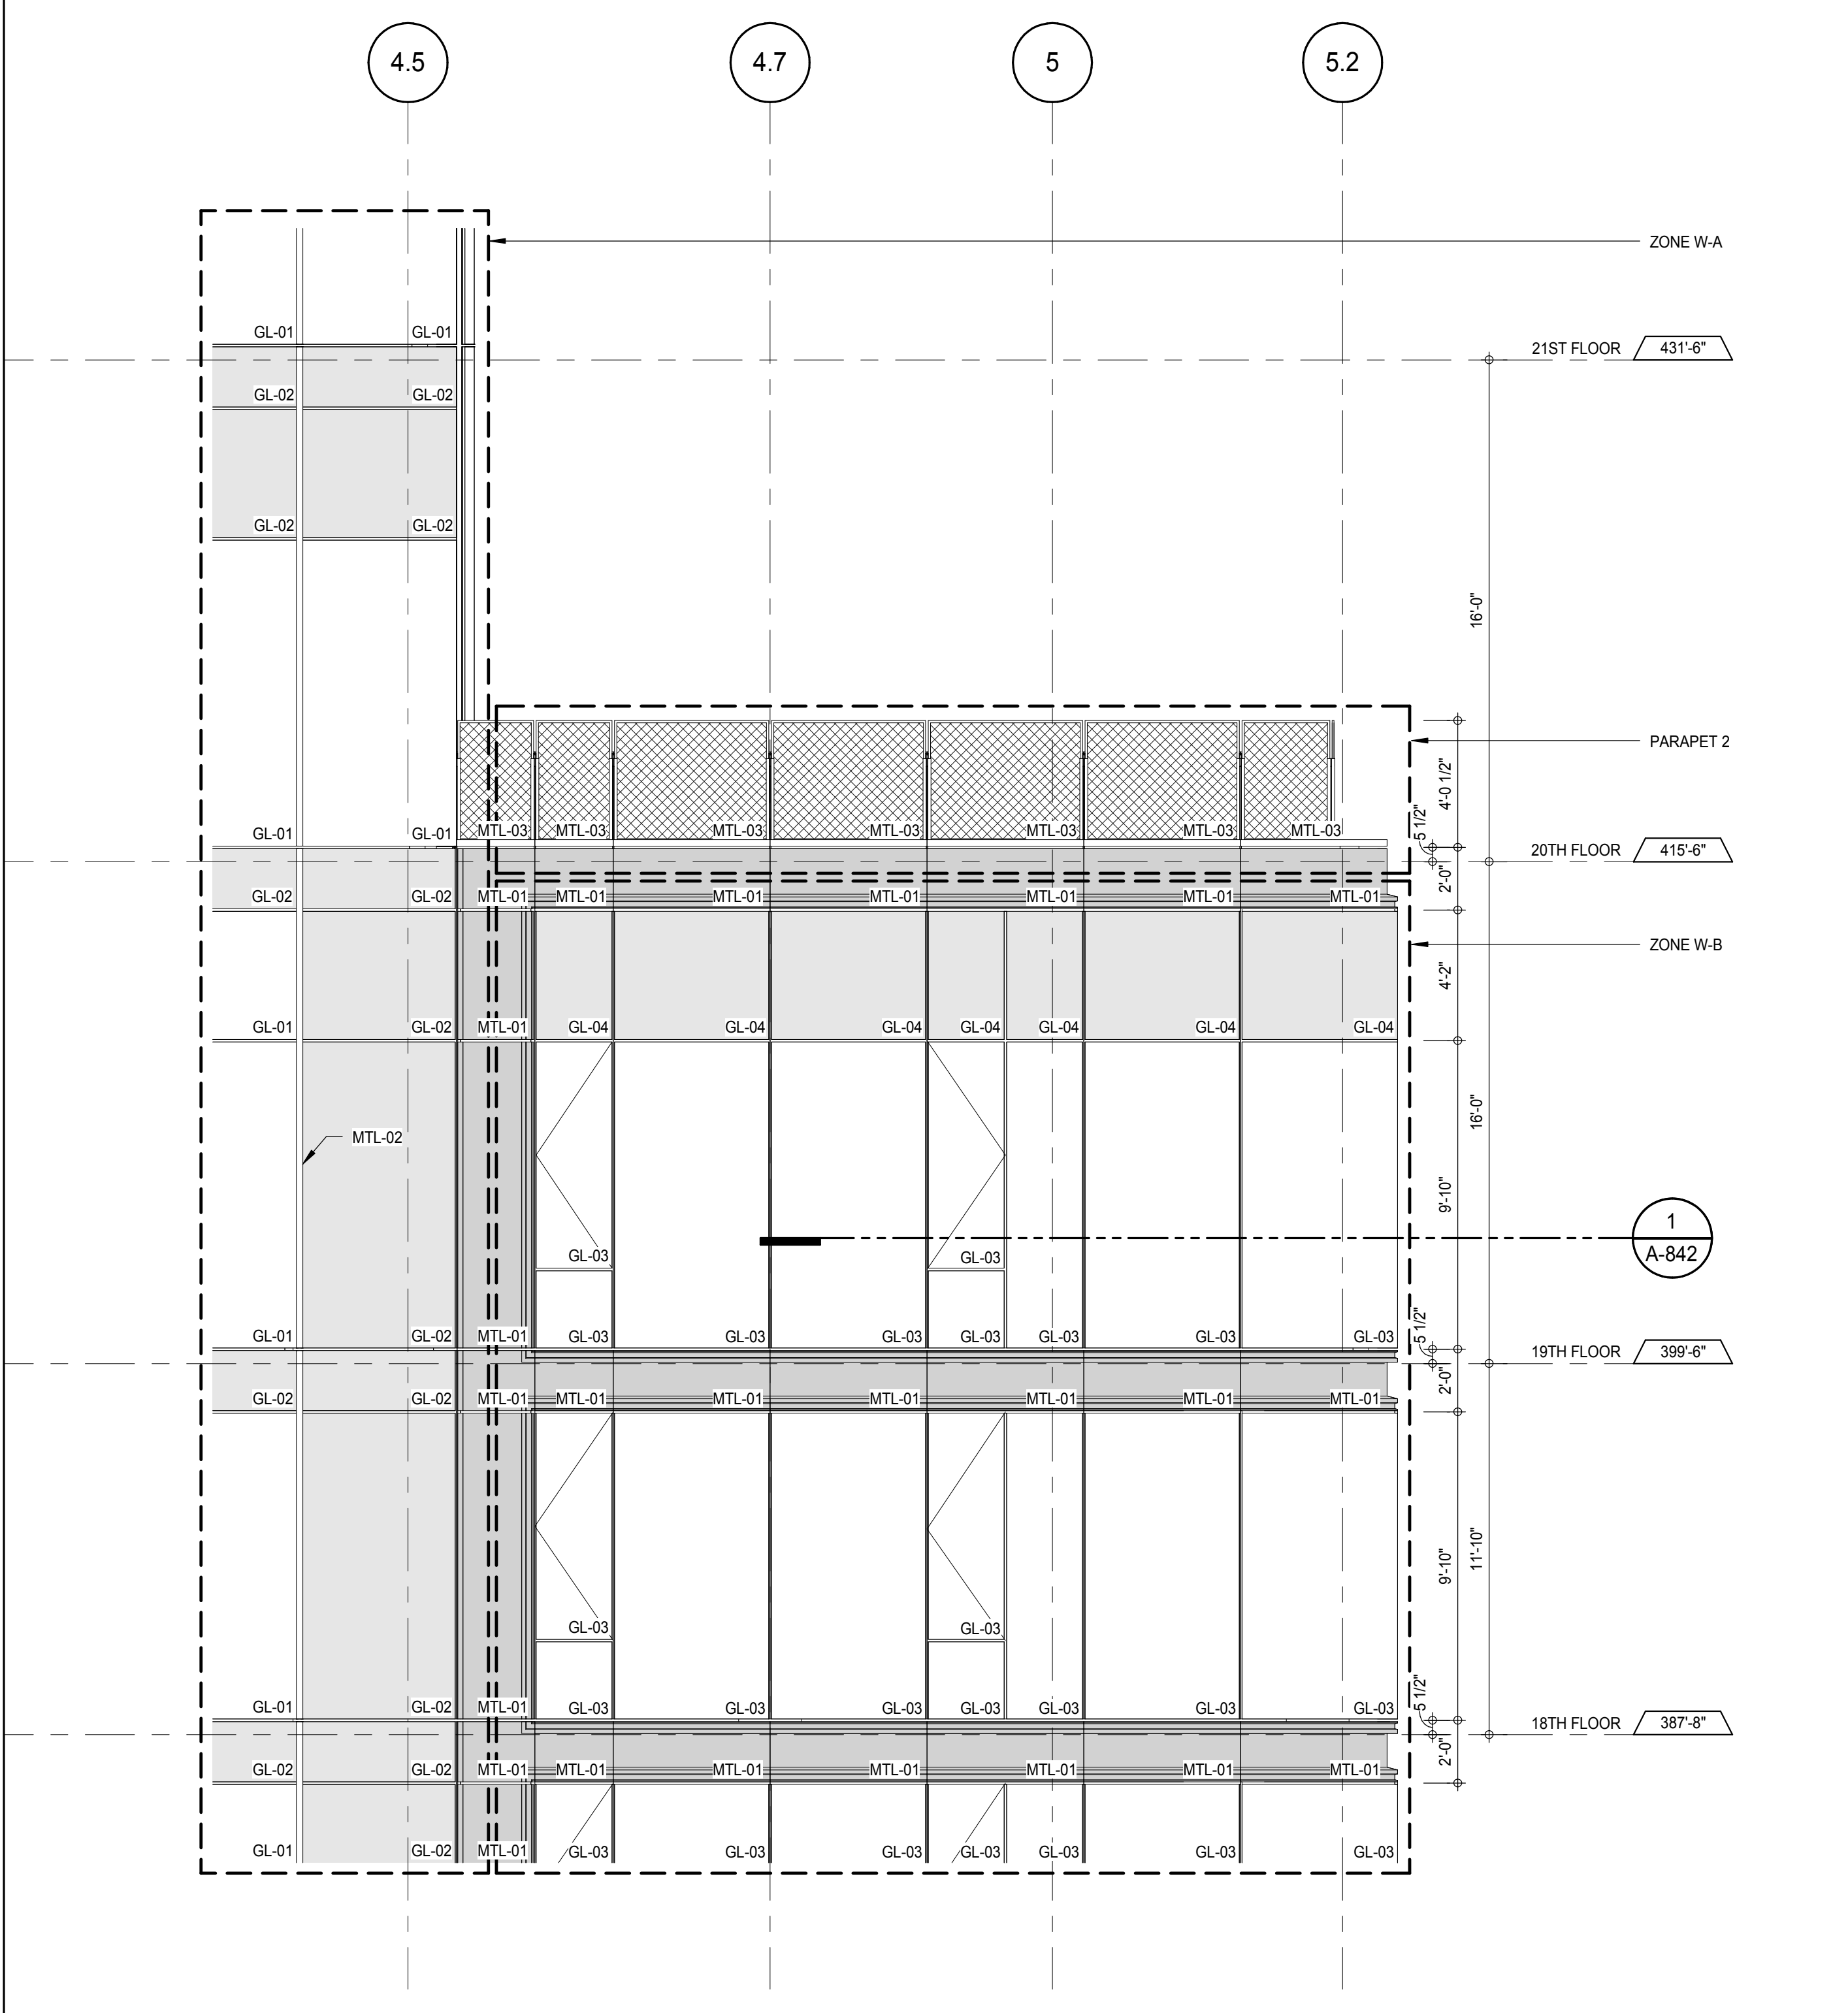 4.5 4.7 5 5.2
ZONE W-A
GL-01 GL-01
21ST FLOOR 431'-6"
GL-02 GL-02
GL-02 GL-02
16'-0"
PARAPET 2
4'-0 1/2"
GL-01 GL-01 MTL-03 MTL-03 MTL-03 MTL-03 MTL-03 MTL-03 MTL-03
5 1/2"
20TH FLOOR 415'-6"
2'-0"
GL-02 GL-02 MTL-01 MTL-01 MTL-01 MTL-01 MTL-01 MTL-01 MTL-01
ZONE W-B
4'-2"
GL-01 GL-02 MTL-01 GL-04 GL-04 GL-04 GL-04 GL-04 GL-04 GL-04
16'-0"
MTL-02
9'-10"
1
A-842
GL-03 GL-03
5 1/2"
GL-01 GL-02 MTL-01 GL-03 GL-03 GL-03 GL-03 GL-03 GL-03 GL-03
19TH FLOOR 399'-6"
2'-0"
GL-02 GL-02 MTL-01 MTL-01 MTL-01 MTL-01 MTL-01 MTL-01 MTL-01
11'-10"
9'-10"
GL-03 GL-03
5 1/2"
GL-01 GL-02 MTL-01 GL-03 GL-03 GL-03 GL-03 GL-03 GL-03 GL-03
18TH FLOOR 387'-8"
2'-0"
GL-02 GL-02 MTL-01 MTL-01 MTL-01 MTL-01 MTL-01 MTL-01 MTL-01
GL-01 GL-02 MTL-01 GL-03 GL-03 GL-03 GL-03 GL-03 GL-03 GL-03